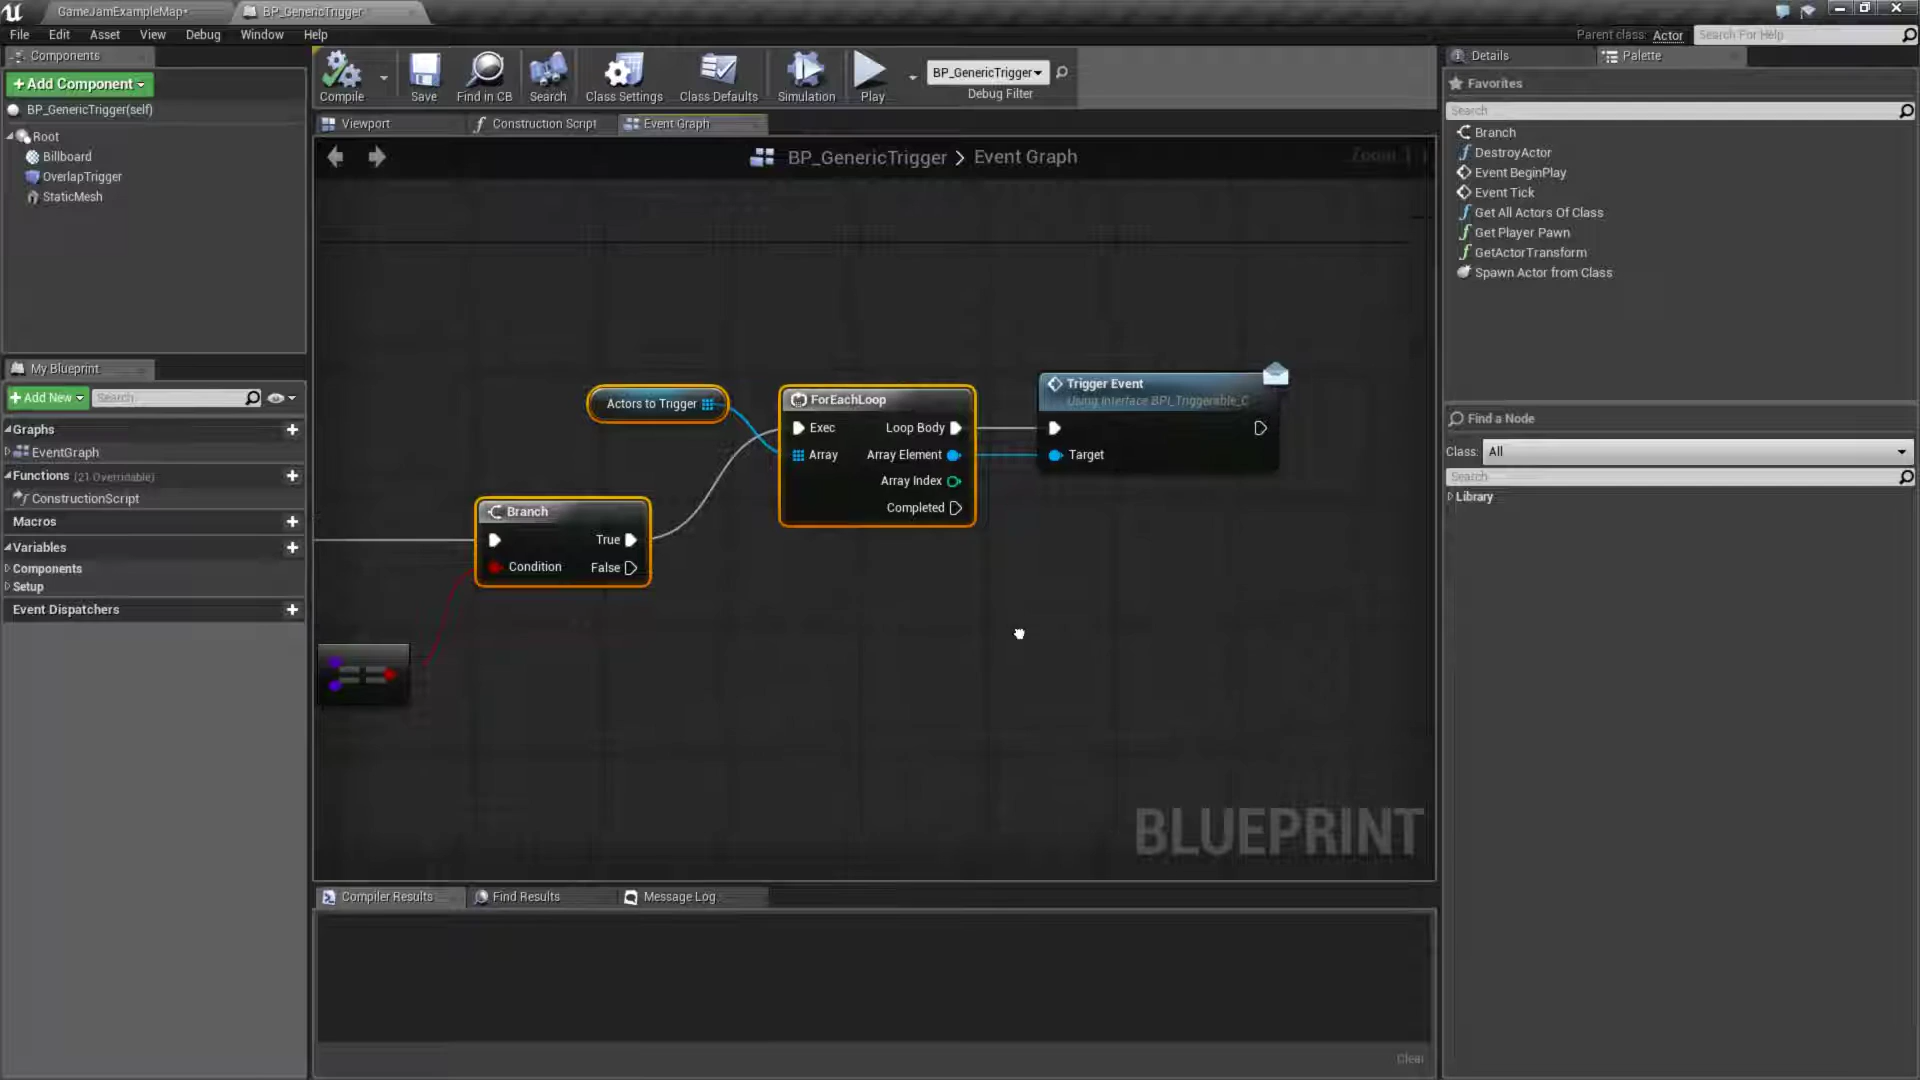 GameJamExampleMap*
BP_GenericTrigger
File Edit Asset View Debug Window Help
Parent class: Actor
Search For Help
Components
+Add Component
BP_GenericTrigger(self)
Root
Billboard
OverlapTrigger
StaticMesh
Compile
Save
Find in CB
Search
Class Settings
Class Defaults
Simulation
Play
BP_GenericTrigger
Debug Filter
Viewport
Construction Script
Event Graph
BP_GenericTrigger > Event Graph
Zoom 1:1
My Blueprint
+Add New
Search
Graphs
EventGraph
Functions (21 Overridable)
ConstructionScript
Macros
Variables
Components
Setup
Event Dispatchers
Actors to Trigger
ForEachLoop
Exec
Loop Body
Array
Array Element
Array Index
Completed
Trigger Event
Using Interface BPI_Triggerable_C
Target
Branch
True
Condition
False
BLUEPRINT
Compiler Results
Find Results
Message Log
Clear
Details
Palette
Favorites
Search
Branch
DestroyActor
Event BeginPlay
Event Tick
Get All Actors Of Class
Get Player Pawn
GetActorTransform
Spawn Actor from Class
Find a Node
Class: All
Search
Library